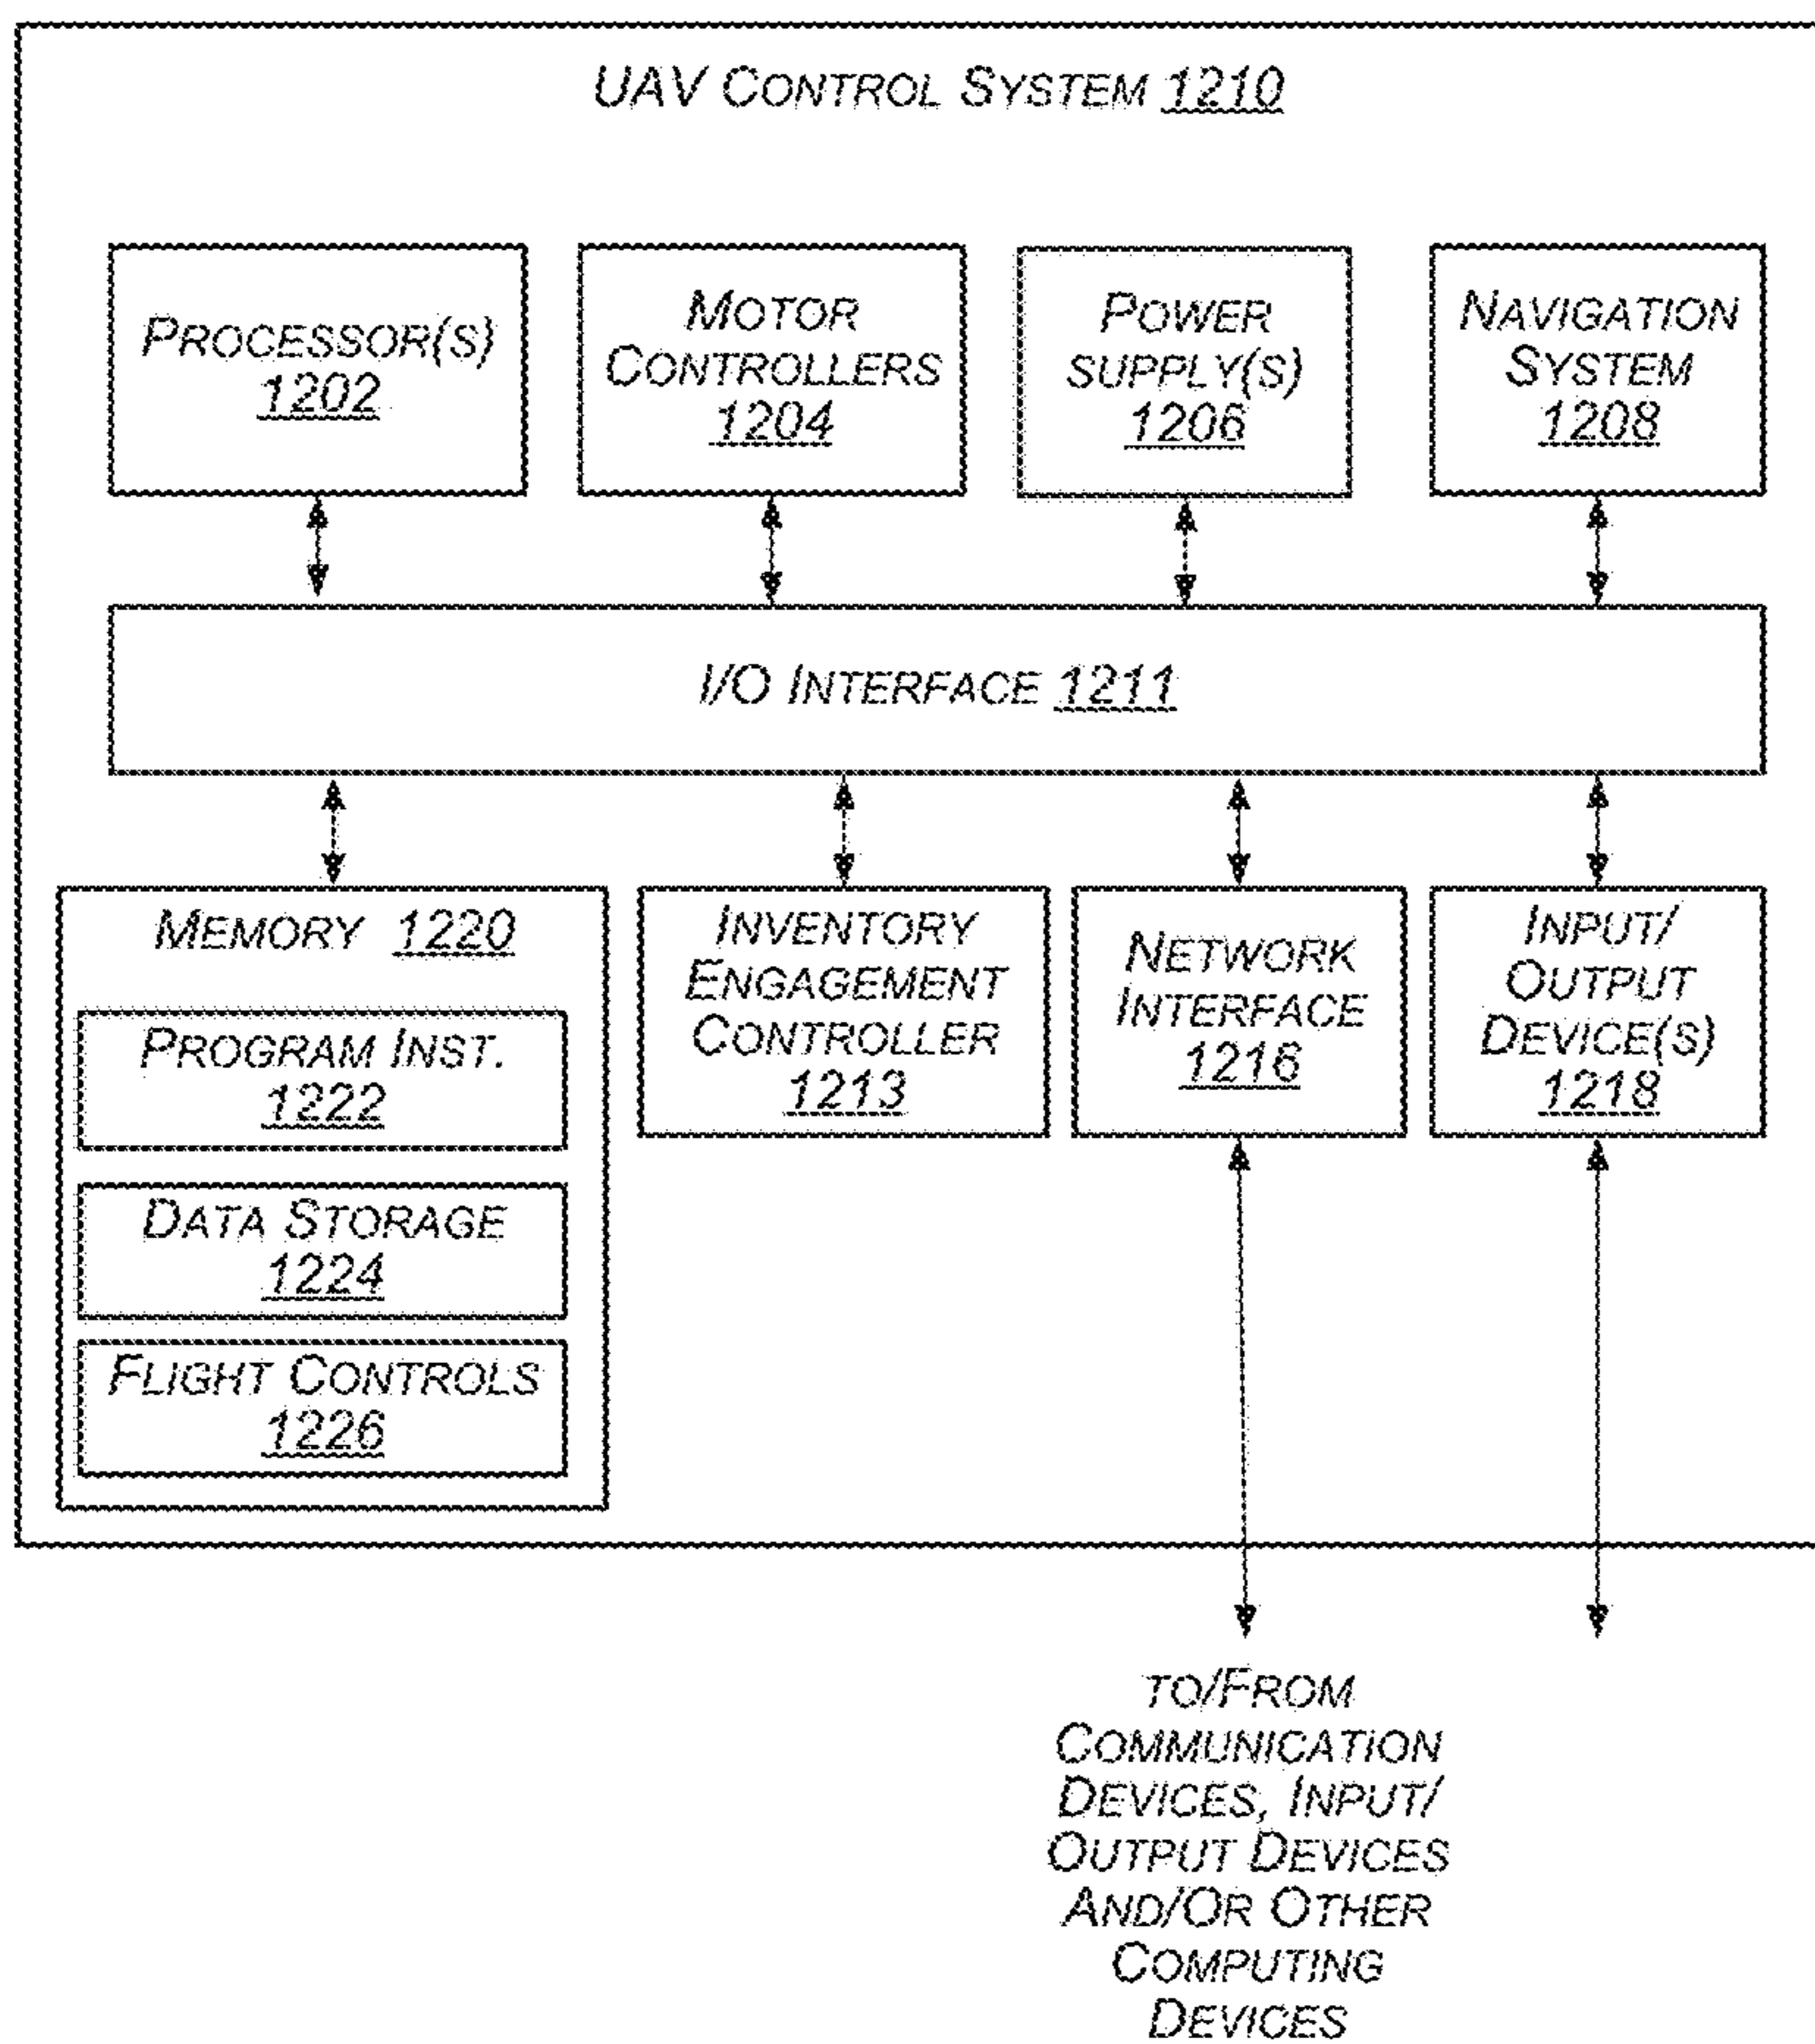 UAV CONTROL SYSTEM 1210
PROCESSOR(S)
1202
MOTOR
CONTROLLERS
1204
POWER
SUPPLY(S)
1206
NAVIGATION
SYSTEM
1208
I/O INTERFACE 1211
MEMORY 1220
PROGRAM INST.
1222
DATA STORAGE
1224
FLIGHT CONTROLS
1226
INVENTORY
ENGAGEMENT
CONTROLLER
1213
NETWORK
INTERFACE
1216
INPUT/
OUTPUT
DEVICE(S)
1218
TO/FROM
COMMUNICATION
DEVICES, INPUT/
OUTPUT DEVICES
AND/OR OTHER
COMPUTING
DEVICES